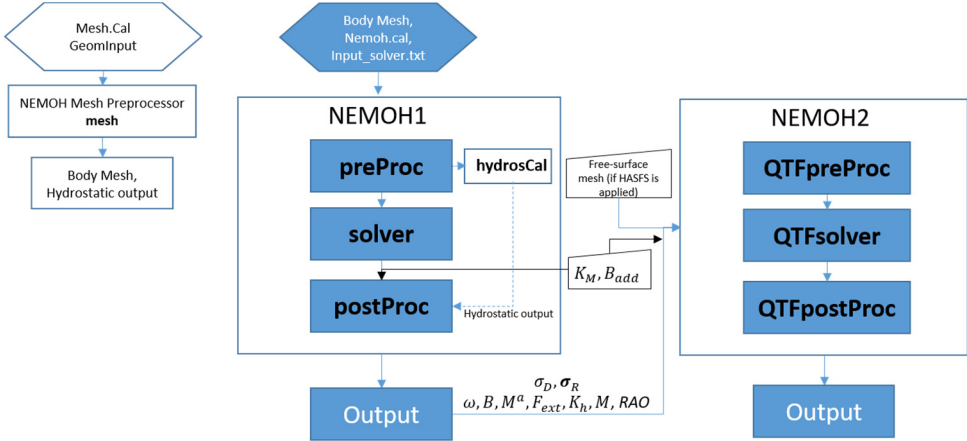 Mesh.Cal
GeomInput
NEMOH Mesh Preprocessor
mesh
Body Mesh,
Hydrostatic output
Body Mesh,
Nemoh.cal,
Input_solver.txt
NEMOH1
preProc
hydrosCal
solver
postProc
Hydrostatic output
Output
Free-surface
mesh (if HASFS is
applied)
K_M, B_add
σ_D, σ_R
ω, B, M^a, F_ext, K_h, M, RAO
NEMOH2
QTFpreProc
QTFsolver
QTFpostProc
Output